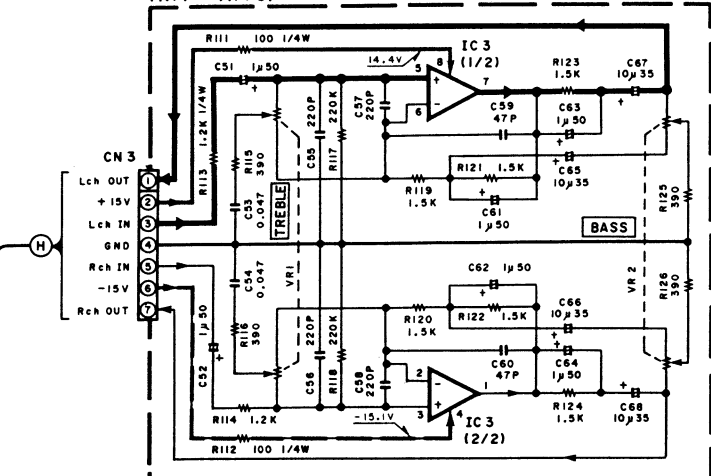 R111 100 1/4W
IC 3
(1/2)
C51 1µ50
14.4V
8
5
7
6
+
−
R123
1.5K
C67
10µ35
1.2K 1/4W
R113
220P
C55
220K
R117
C57
220P
C59
47P
C63
1µ50
CN 3
R115
390
C65
10µ35
R121 1.5K
R119
1.5K
C61
1µ50
R125
390
Lch OUT 1
+15V 2
Lch IN 3
GND 4
Rch IN 5
−15V 6
Rch OUT 7
H
C53
0.047
TREBLE
BASS
C54
0.047
VR1
VR2
R126
390
C62 1µ50
R122 1.5K
C66
10µ35
1µ50
C52
R116
390
220P
C56
220K
R118
R120
1.5K
C58
220P
C60
47P
C64
1µ50
2
1
3
4
−
+
R114 1.2K
−15.1V
IC 3
(2/2)
R124
1.5K
C68
10µ35
R112 100 1/4W